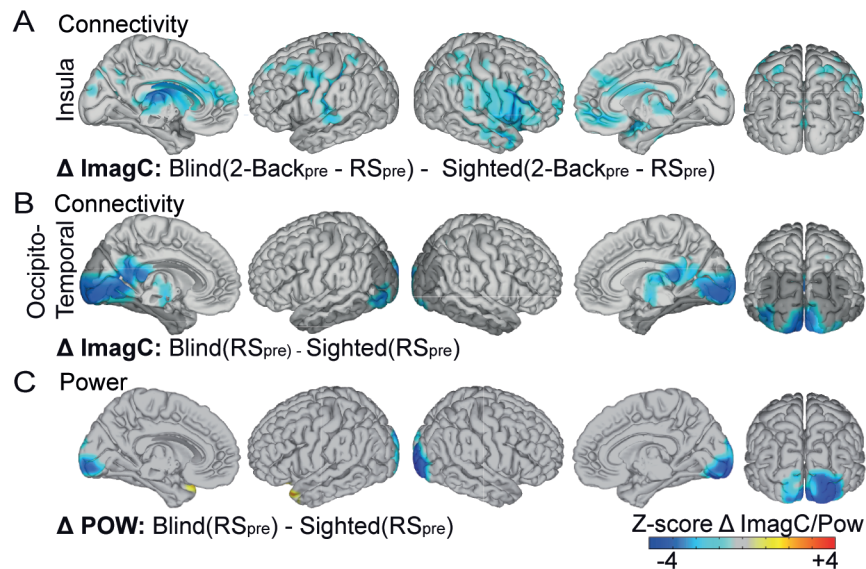 A Connectivity
Insula
Δ ImagC: Blind(2-Backpre - RSpre) - Sighted(2-Backpre - RSpre)
B Connectivity
Occipito-
Temporal
Δ ImagC: Blind(RSpre) - Sighted(RSpre)
C Power
Δ POW: Blind(RSpre) - Sighted(RSpre)
Z-score Δ ImagC/Pow
-4 +4